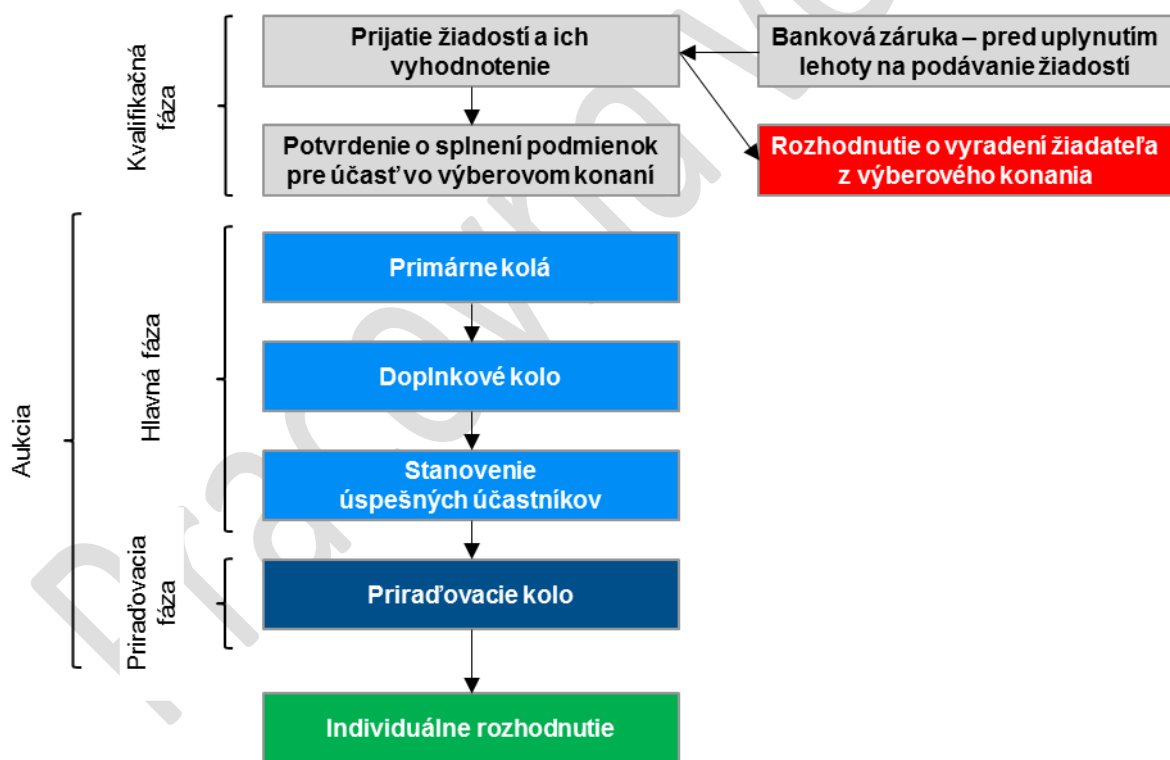 Kvalifikačná
fáza
Prijatie žiadostí a ich
vyhodnotenie
Banková záruka – pred uplynutím
lehoty na podávanie žiadostí
Potvrdenie o splnení podmienok
pre účasť vo výberovom konaní
Rozhodnutie o vyradení žiadateľa
z výberového konania
Aukcia
Hlavná fáza
Primárne kolá
Doplnkové kolo
Stanovenie
úspešných účastníkov
Priraďovacia
fáza
Priraďovacie kolo
Individuálne rozhodnutie